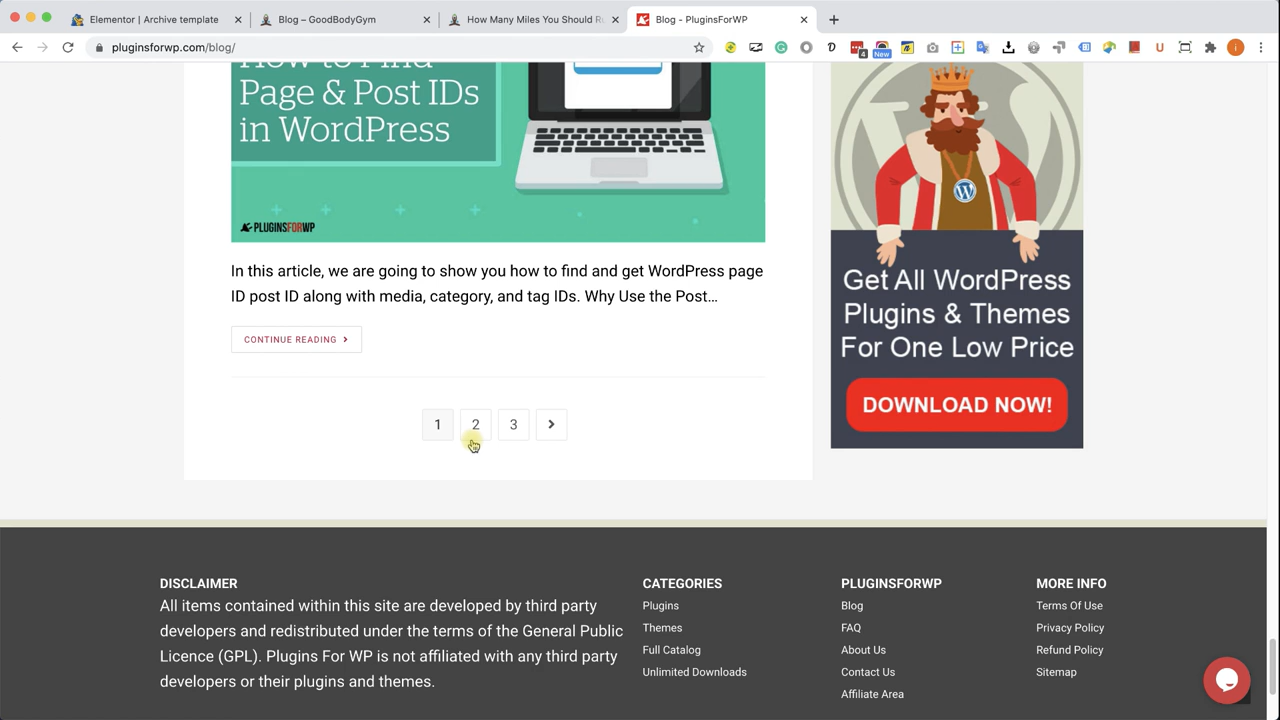 Elementor | Archive template
Blog – GoodBodyGym
How Many Miles You Should R
Blog - PluginsForWP
pluginsforwp.com/blog/
4
New
How to Find
Page & Post IDs
in WordPress
PLUGINSFORWP
In this article, we are going to show you how to find and get WordPress page
ID post ID along with media, category, and tag IDs. Why Use the Post…
CONTINUE READING
1 2 3
Get All WordPress
Plugins & Themes
For One Low Price
DOWNLOAD NOW!
DISCLAIMER
All items contained within this site are developed by third party
developers and redistributed under the terms of the General Public
Licence (GPL). Plugins For WP is not affiliated with any third party
developers or their plugins and themes.
CATEGORIES
Plugins
Themes
Full Catalog
Unlimited Downloads
PLUGINSFORWP
Blog
FAQ
About Us
Contact Us
Affiliate Area
MORE INFO
Terms Of Use
Privacy Policy
Refund Policy
Sitemap